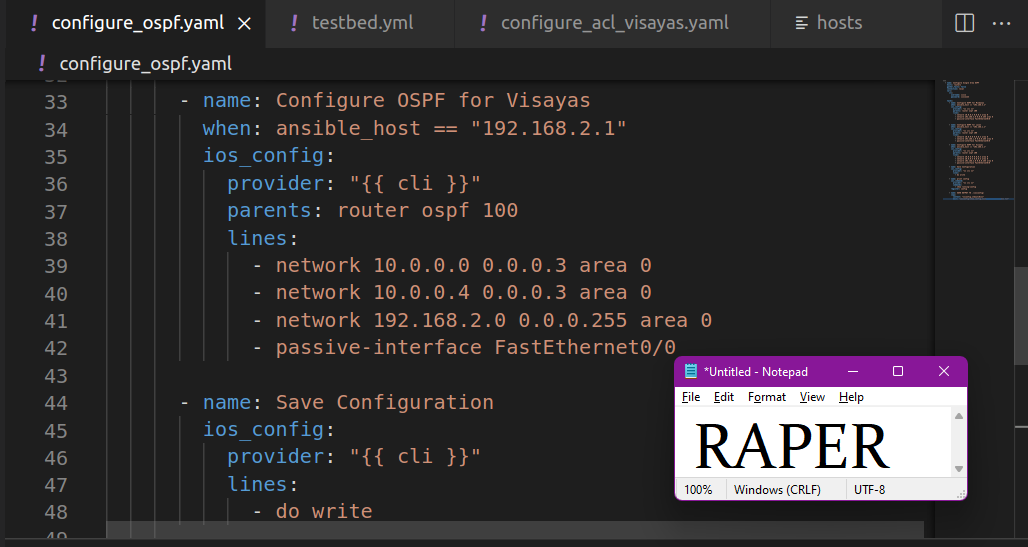 configure_ospf.yaml
testbed.yml
configure_acl_visayas.yaml
hosts
configure_ospf.yaml
33 - name: Configure OSPF for Visayas
34 when: ansible_host == "192.168.2.1"
35 ios_config:
36 provider: "{{ cli }}"
37 parents: router ospf 100
38 lines:
39 - network 10.0.0.0 0.0.0.3 area 0
40 - network 10.0.0.4 0.0.0.3 area 0
41 - network 192.168.2.0 0.0.0.255 area 0
42 - passive-interface FastEthernet0/0
43
44 - name: Save Configuration
45 ios_config:
46 provider: "{{ cli }}"
47 lines:
48 - do write
*Untitled - Notepad
File Edit Format View Help
RAPER
100% Windows (CRLF) UTF-8